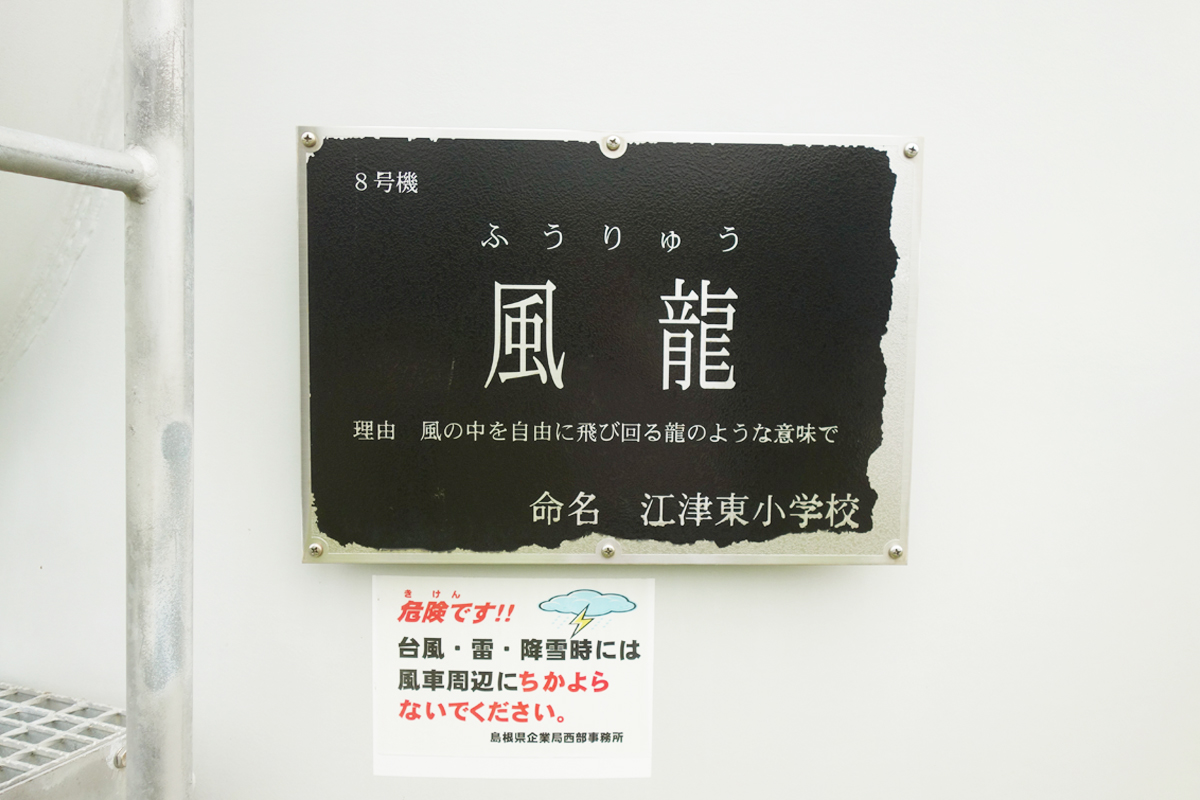 ８号機
ふうりゅう
風龍
理由　風の中を自由に飛び回る龍のような意味で
命名　江津東小学校
きけん
危険です!!
台風・雷・降雪時には
風車周辺にちかよら
ないでください。
島根県企業局西部事務所